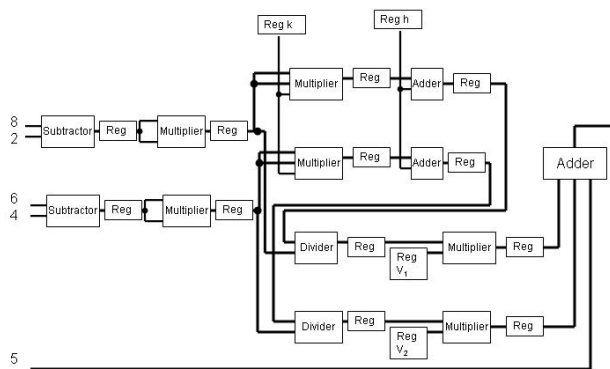 Reg k
Reg h
Multiplier
Reg
Adder
Reg
8
2
Subtractor
Reg
Multiplier
Reg
Multiplier
Reg
Adder
Reg
Adder
6
4
Subtractor
Reg
Multiplier
Reg
Divider
Reg
Reg
V1
Multiplier
Reg
Divider
Reg
Reg
V2
Multiplier
Reg
5